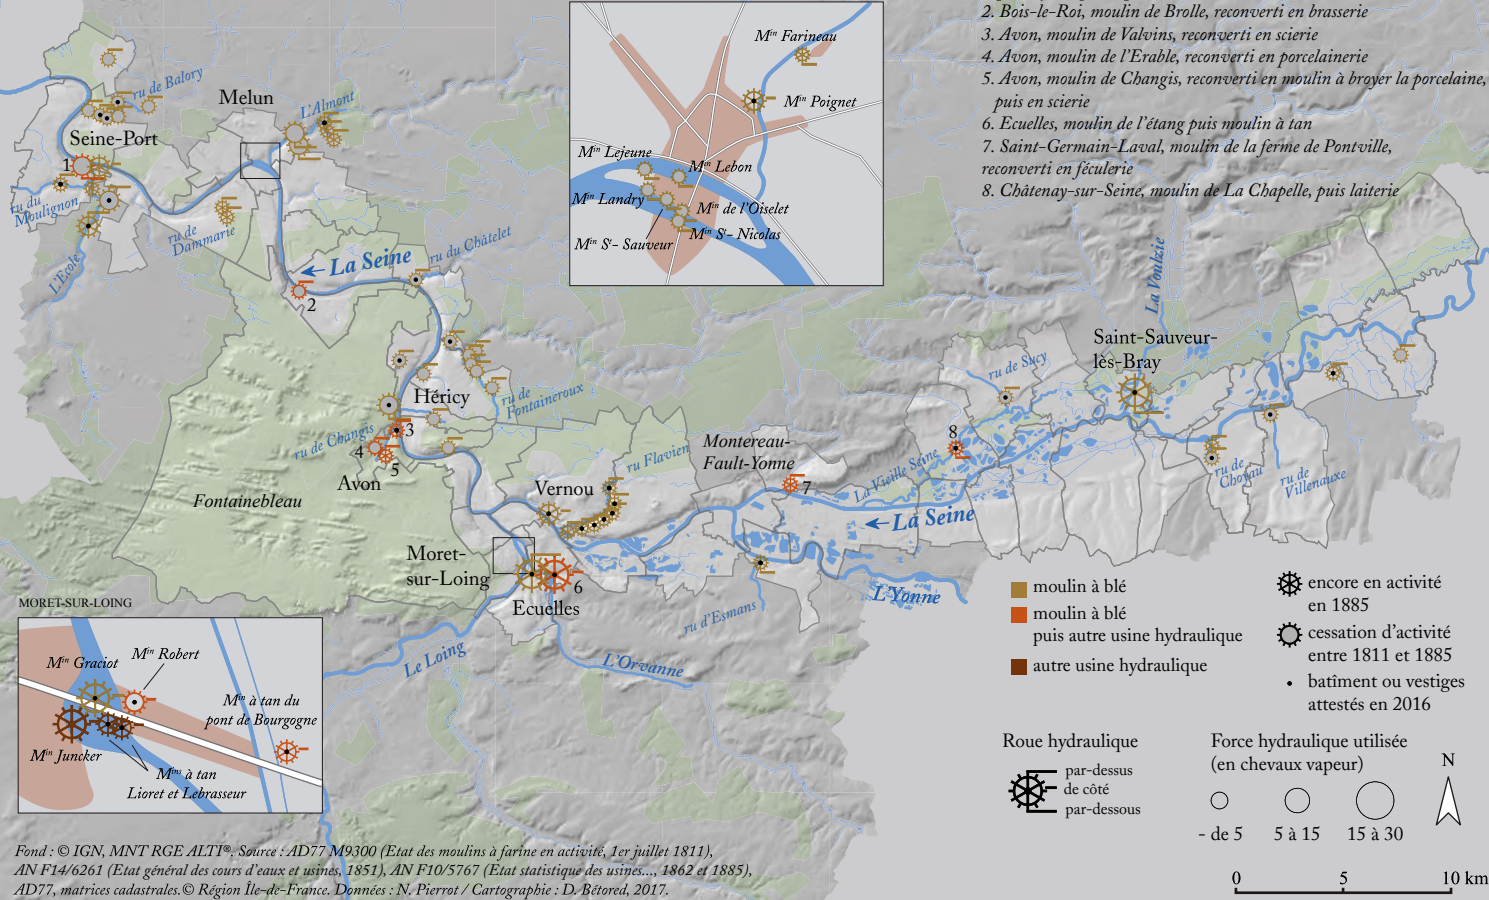 2. Bois-le-Roi, moulin de Brolle, reconverti en brasserie
3. Avon, moulin de Valvins, reconverti en scierie
4. Avon, moulin de l'Erable, reconverti en porcelainerie
5. Avon, moulin de Changis, reconverti en moulin à broyer la porcelaine,
puis en scierie
6. Ecuelles, moulin de l'étang puis moulin à tan
7. Saint-Germain-Laval, moulin de la ferme de Pontville,
reconverti en féculerie
8. Châtenay-sur-Seine, moulin de La Chapelle, puis laiterie
Min Farineau
Min Poignet
Min Lejeune
Min Lebon
Min Landry
Min de l'Oiselet
Min St- Sauveur
Min St- Nicolas
ru de Balory
Melun
L'Almont
Seine-Port
1
ru du
Moulignon
ru de
Dammarie
L'Ecole
La Seine
ru du Châtelet
2
Héricy
ru de
Fontaineroux
ru de Changis
3
4
5
Avon
Fontainebleau
Vernou
ru Flavien
Montereau-
Fault-Yonne
7
La Vieille Seine
8
ru de Sucy
Saint-Sauveur-
lès-Bray
La Voulzie
ru de
Choyau
ru de
Villenauxe
La Seine
L'Yonne
ru d'Esmans
Moret-
sur-Loing
6
Ecuelles
Le Loing
L'Orvanne
MORET-SUR-LOING
Min Graciot
Min Robert
Min à tan du
pont de Bourgogne
Min Juncker
Mins à tan
Lioret et Lebrasseur
moulin à blé
moulin à blé
puis autre usine hydraulique
autre usine hydraulique
encore en activité
en 1885
cessation d'activité
entre 1811 et 1885
batîment ou vestiges
attestés en 2016
Roue hydraulique
par-dessus
de côté
par-dessous
Force hydraulique utilisée
(en chevaux vapeur)
- de 5
5 à 15
15 à 30
N
0
5
10 km
Fond : © IGN, MNT RGE ALTI®. Source : AD77 M9300 (Etat des moulins à farine en activité, 1er juillet 1811),
AN F14/6261 (Etat général des cours d'eaux et usines, 1851), AN F10/5767 (Etat statistique des usines..., 1862 et 1885),
AD77, matrices cadastrales.© Région Île-de-France. Données : N. Pierrot / Cartographie : D. Bétored, 2017.